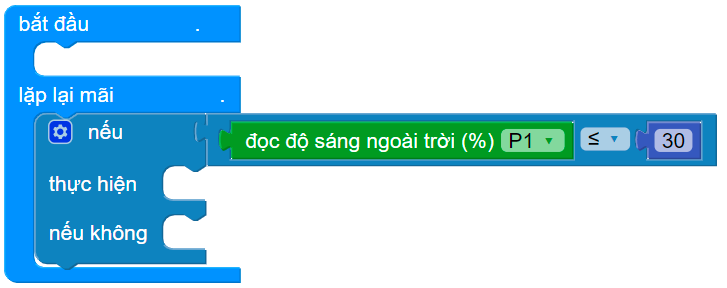 bắt đầu .
lặp lại mãi .
nếu đọc độ sáng ngoài trời (%) P1 ≤ 30
thực hiện
nếu không